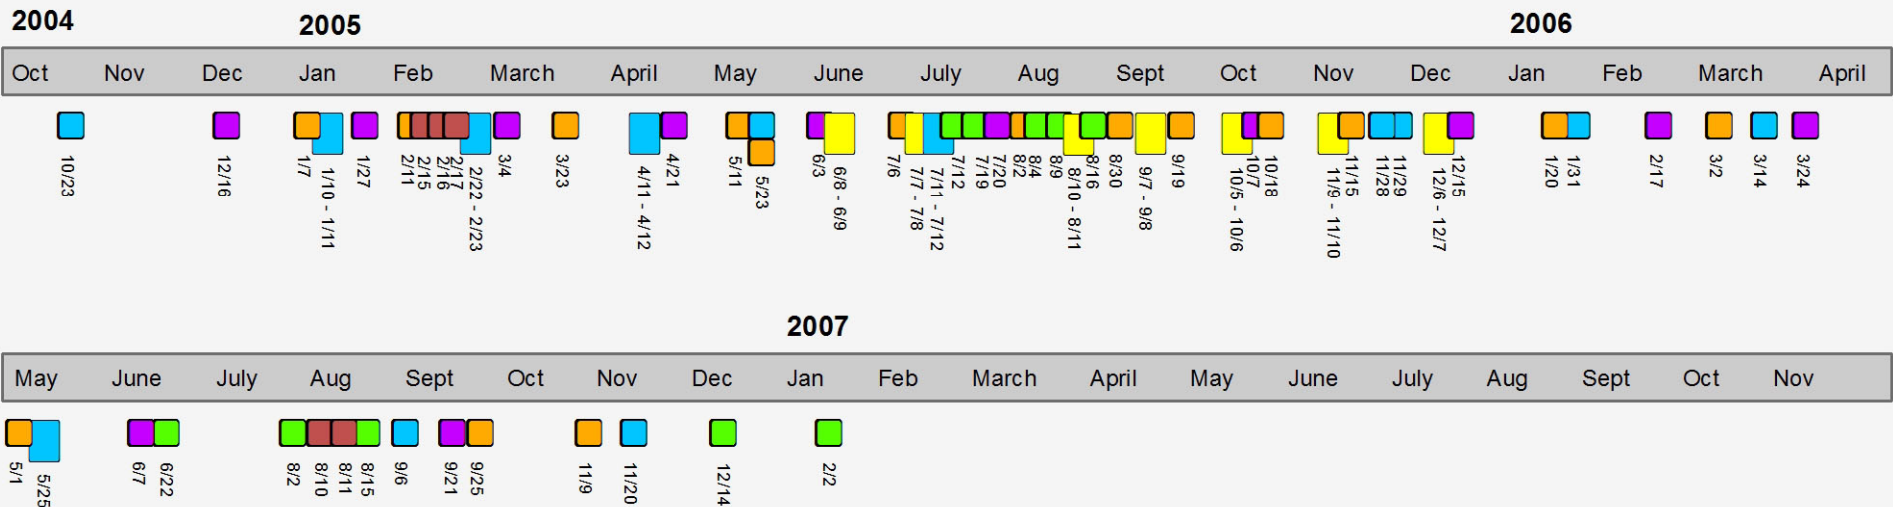 2004 2005 2006
Oct Nov Dec Jan Feb March April May June July Aug Sept Oct Nov Dec Jan Feb March April
10/23 12/16 1/7 1/10 - 1/11 1/27 2/11 2/15 2/16 2/17 2/22 - 2/23 3/4 3/23 4/11 - 4/12 4/21 5/11 5/23 6/3 6/8 - 6/9 7/6 7/7 - 7/8 7/11 - 7/12 7/12 7/19 7/20 8/2 8/4 8/9 8/10 - 8/11 8/16 8/30 9/7 - 9/8 9/19 10/5 - 10/6 10/7 10/18 11/9 - 11/10 11/15 11/28 11/29 12/6 - 12/7 12/15 1/20 1/31 2/17 3/2 3/14 3/24
2007
May June July Aug Sept Oct Nov Dec Jan Feb March April May June July Aug Sept Oct Nov
5/1 5/25 6/7 6/22 8/2 8/10 8/11 8/15 9/6 9/21 9/25 11/9 11/20 12/14 2/2